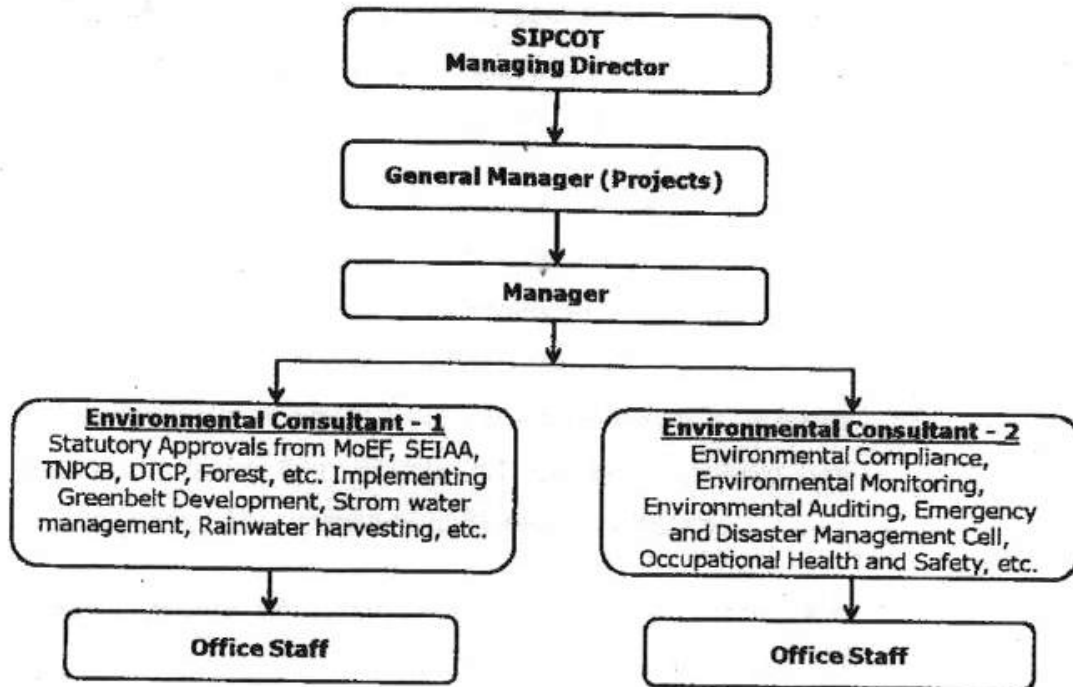 SIPCOT
Managing Director
General Manager (Projects)
Manager
Environmental Consultant - 1
Statutory Approvals from MoEF, SEIAA,
TNPCB, DTCP, Forest, etc. Implementing
Greenbelt Development, Strom water
management, Rainwater harvesting, etc.
Office Staff
Environmental Consultant - 2
Environmental Compliance,
Environmental Monitoring,
Environmental Auditing, Emergency
and Disaster Management Cell,
Occupational Health and Safety, etc.
Office Staff